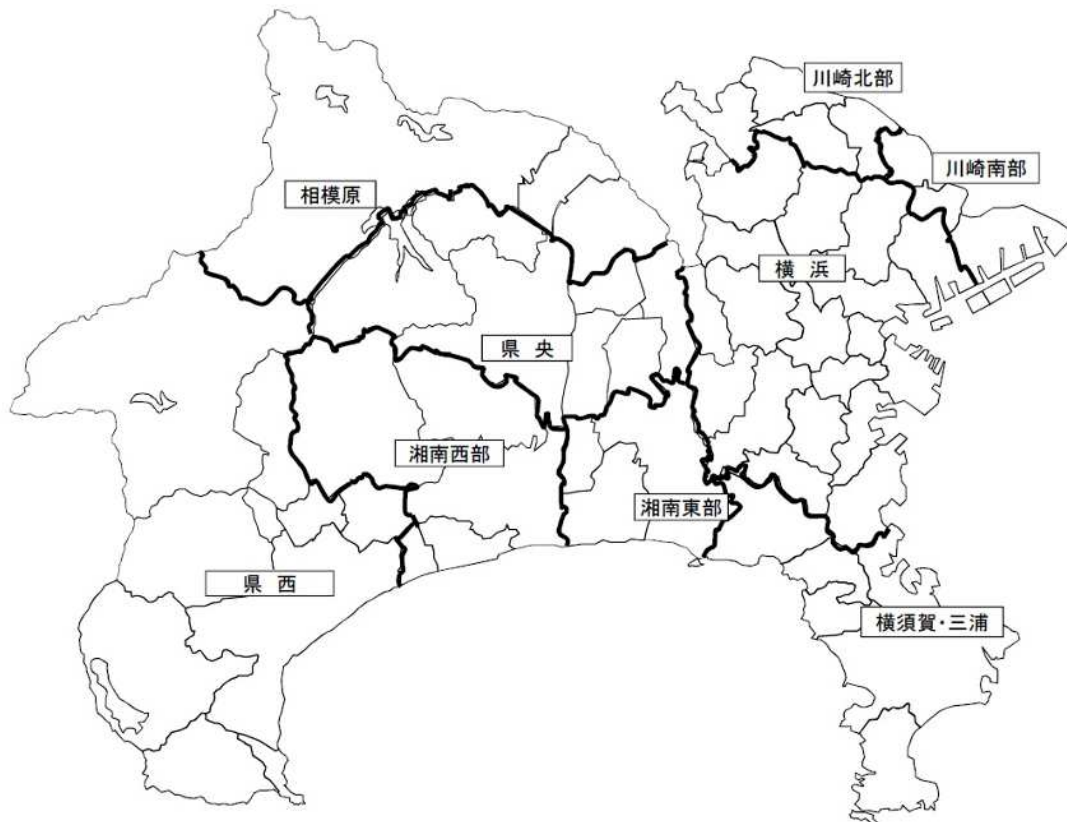 川崎北部
川崎南部
相模原
横浜
県央
湘南西部
湘南東部
県西
横須賀・三浦